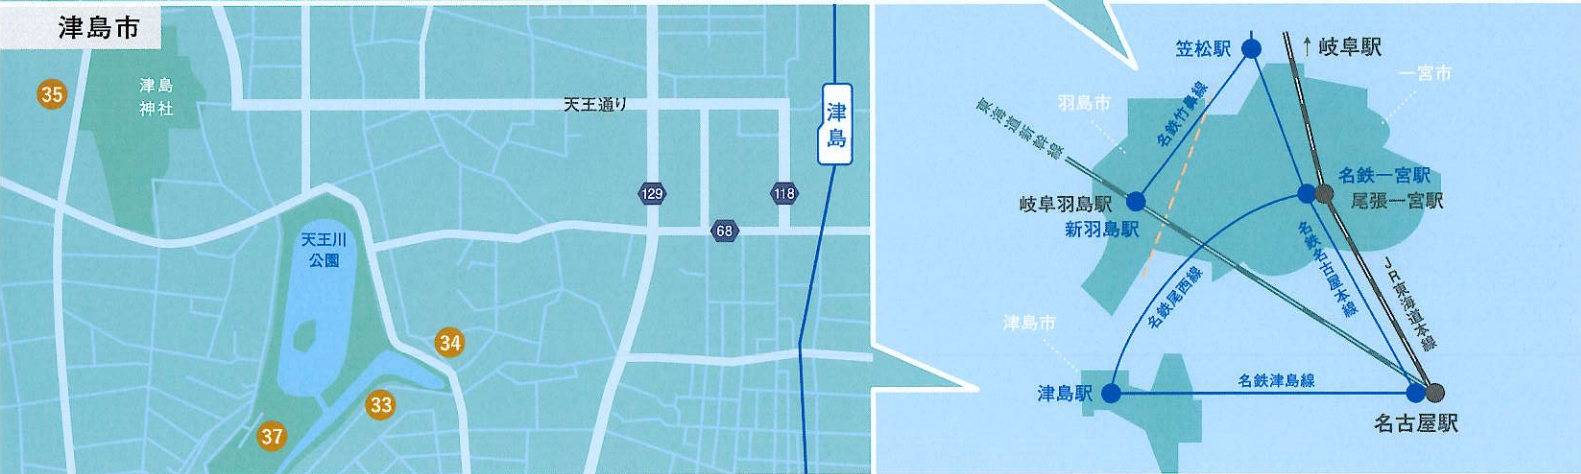 津島市
35
津島
神社
天王通り
津島
129
118
68
天王川
公園
34
33
37
笠松駅
↑岐阜駅
一宮市
羽島市
東海道新幹線
名鉄竹鼻線
名鉄一宮駅
尾張一宮駅
岐阜羽島駅
新羽島駅
名鉄名古屋本線
JR東海道本線
名鉄尾西線
津島市
津島駅
名鉄津島線
名古屋駅